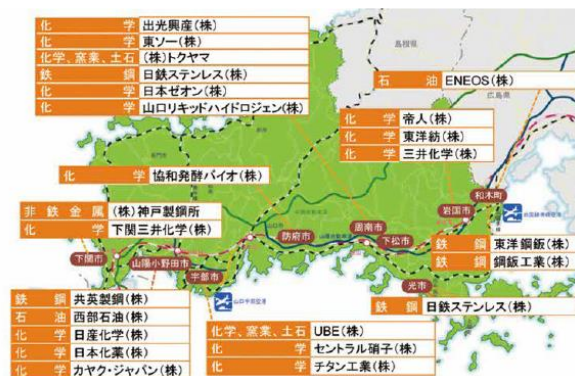 化学 出光興産(株)
化学 東ソー(株)
化学、窯業、土石 (株)トクヤマ
鉄鋼 日鉄ステンレス(株)
化学 日本ゼオン(株)
化学 山口リキッドハイドロジェン(株)
島根県
石油 ENEOS(株)
広島県
化学 帝人(株)
化学 東洋紡(株)
化学 三井化学(株)
化学 協和発酵バイオ(株)
和木町
岩国市
非鉄金属 (株)神戸製鋼所
化学 下関三井化学(株)
周南市
下松市
防府市
下関市
山陽小野田市
宇部市
光市
鉄鋼 東洋鋼鈑(株)
鉄鋼 鋼鈑工業(株)
鉄鋼 日鉄ステンレス(株)
鉄鋼 共英製鋼(株)
石油 西部石油(株)
化学 日産化学(株)
化学 日本化薬(株)
化学 カヤク・ジャパン(株)
化学、窯業、土石 UBE(株)
化学 セントラル硝子(株)
化学 チタン工業(株)